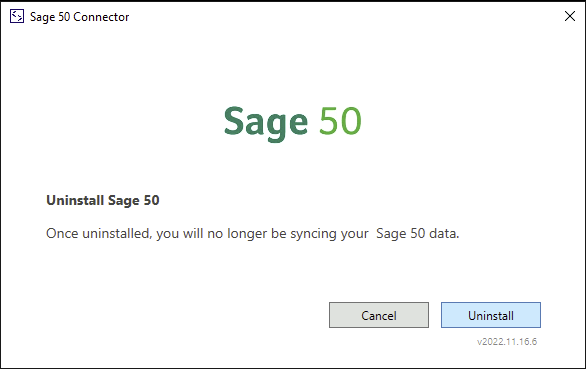 Sage 50 Connector
Sage 50
Uninstall Sage 50
Once uninstalled, you will no longer be syncing your  Sage 50 data.
Cancel
Uninstall
v2022.11.16.6